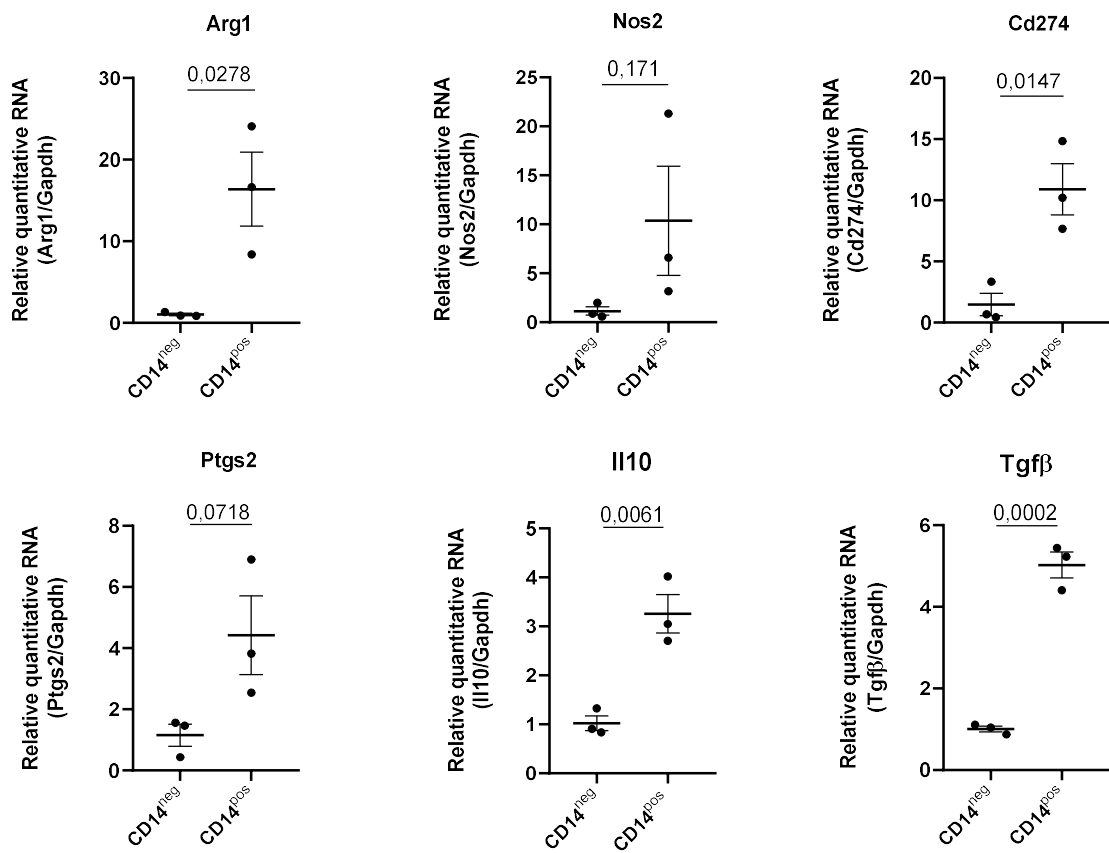 Arg1
0,0278
Relative quantitative RNA
(Arg1/Gapdh)
30
20
10
0
CD14neg
CD14pos
Nos2
0,171
Relative quantitative RNA
(Nos2/Gapdh)
25
20
15
10
5
0
CD14neg
CD14pos
Cd274
0,0147
Relative quantitative RNA
(Cd274/Gapdh)
20
15
10
5
0
CD14neg
CD14pos
Ptgs2
0,0718
Relative quantitative RNA
(Ptgs2/Gapdh)
8
6
4
2
0
CD14neg
CD14pos
Il10
0,0061
Relative quantitative RNA
(Il10/Gapdh)
5
4
3
2
1
0
CD14neg
CD14pos
Tgfβ
0,0002
Relative quantitative RNA
(Tgfβ/Gapdh)
6
4
2
0
CD14neg
CD14pos